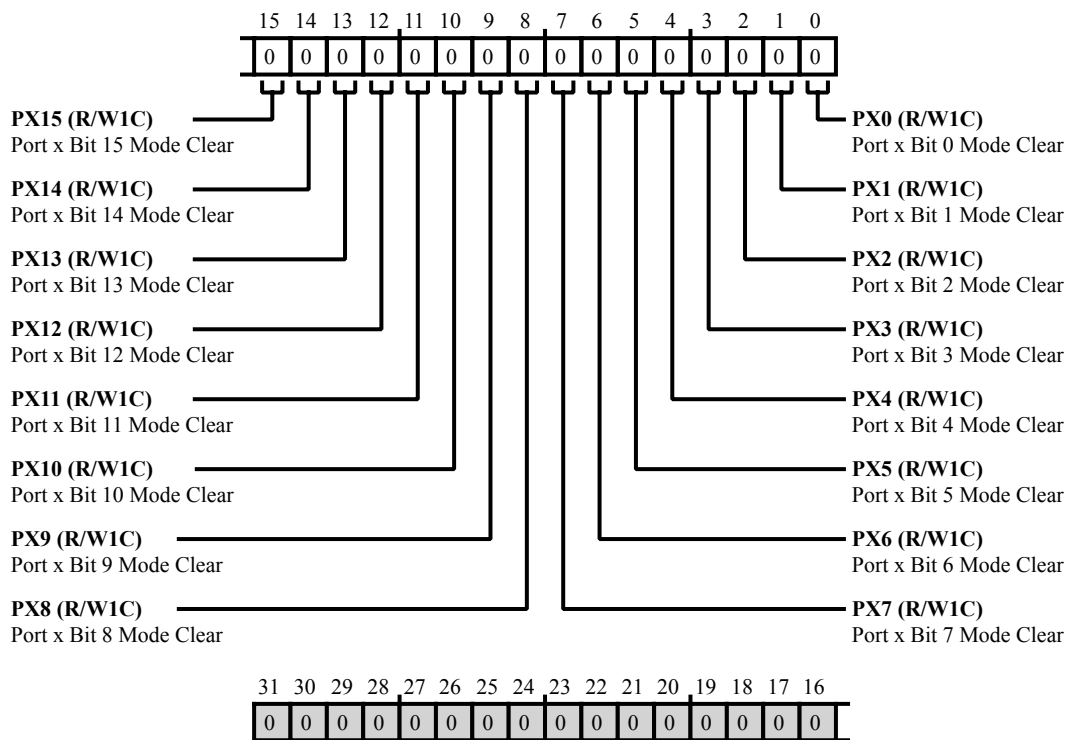 15 14 13 12 11 10 9 8 7 6 5 4 3 2 1 0
0 0 0 0 0 0 0 0 0 0 0 0 0 0 0 0
PX15 (R/W1C)
Port x Bit 15 Mode Clear
PX14 (R/W1C)
Port x Bit 14 Mode Clear
PX13 (R/W1C)
Port x Bit 13 Mode Clear
PX12 (R/W1C)
Port x Bit 12 Mode Clear
PX11 (R/W1C)
Port x Bit 11 Mode Clear
PX10 (R/W1C)
Port x Bit 10 Mode Clear
PX9 (R/W1C)
Port x Bit 9 Mode Clear
PX8 (R/W1C)
Port x Bit 8 Mode Clear
PX0 (R/W1C)
Port x Bit 0 Mode Clear
PX1 (R/W1C)
Port x Bit 1 Mode Clear
PX2 (R/W1C)
Port x Bit 2 Mode Clear
PX3 (R/W1C)
Port x Bit 3 Mode Clear
PX4 (R/W1C)
Port x Bit 4 Mode Clear
PX5 (R/W1C)
Port x Bit 5 Mode Clear
PX6 (R/W1C)
Port x Bit 6 Mode Clear
PX7 (R/W1C)
Port x Bit 7 Mode Clear
31 30 29 28 27 26 25 24 23 22 21 20 19 18 17 16
0 0 0 0 0 0 0 0 0 0 0 0 0 0 0 0